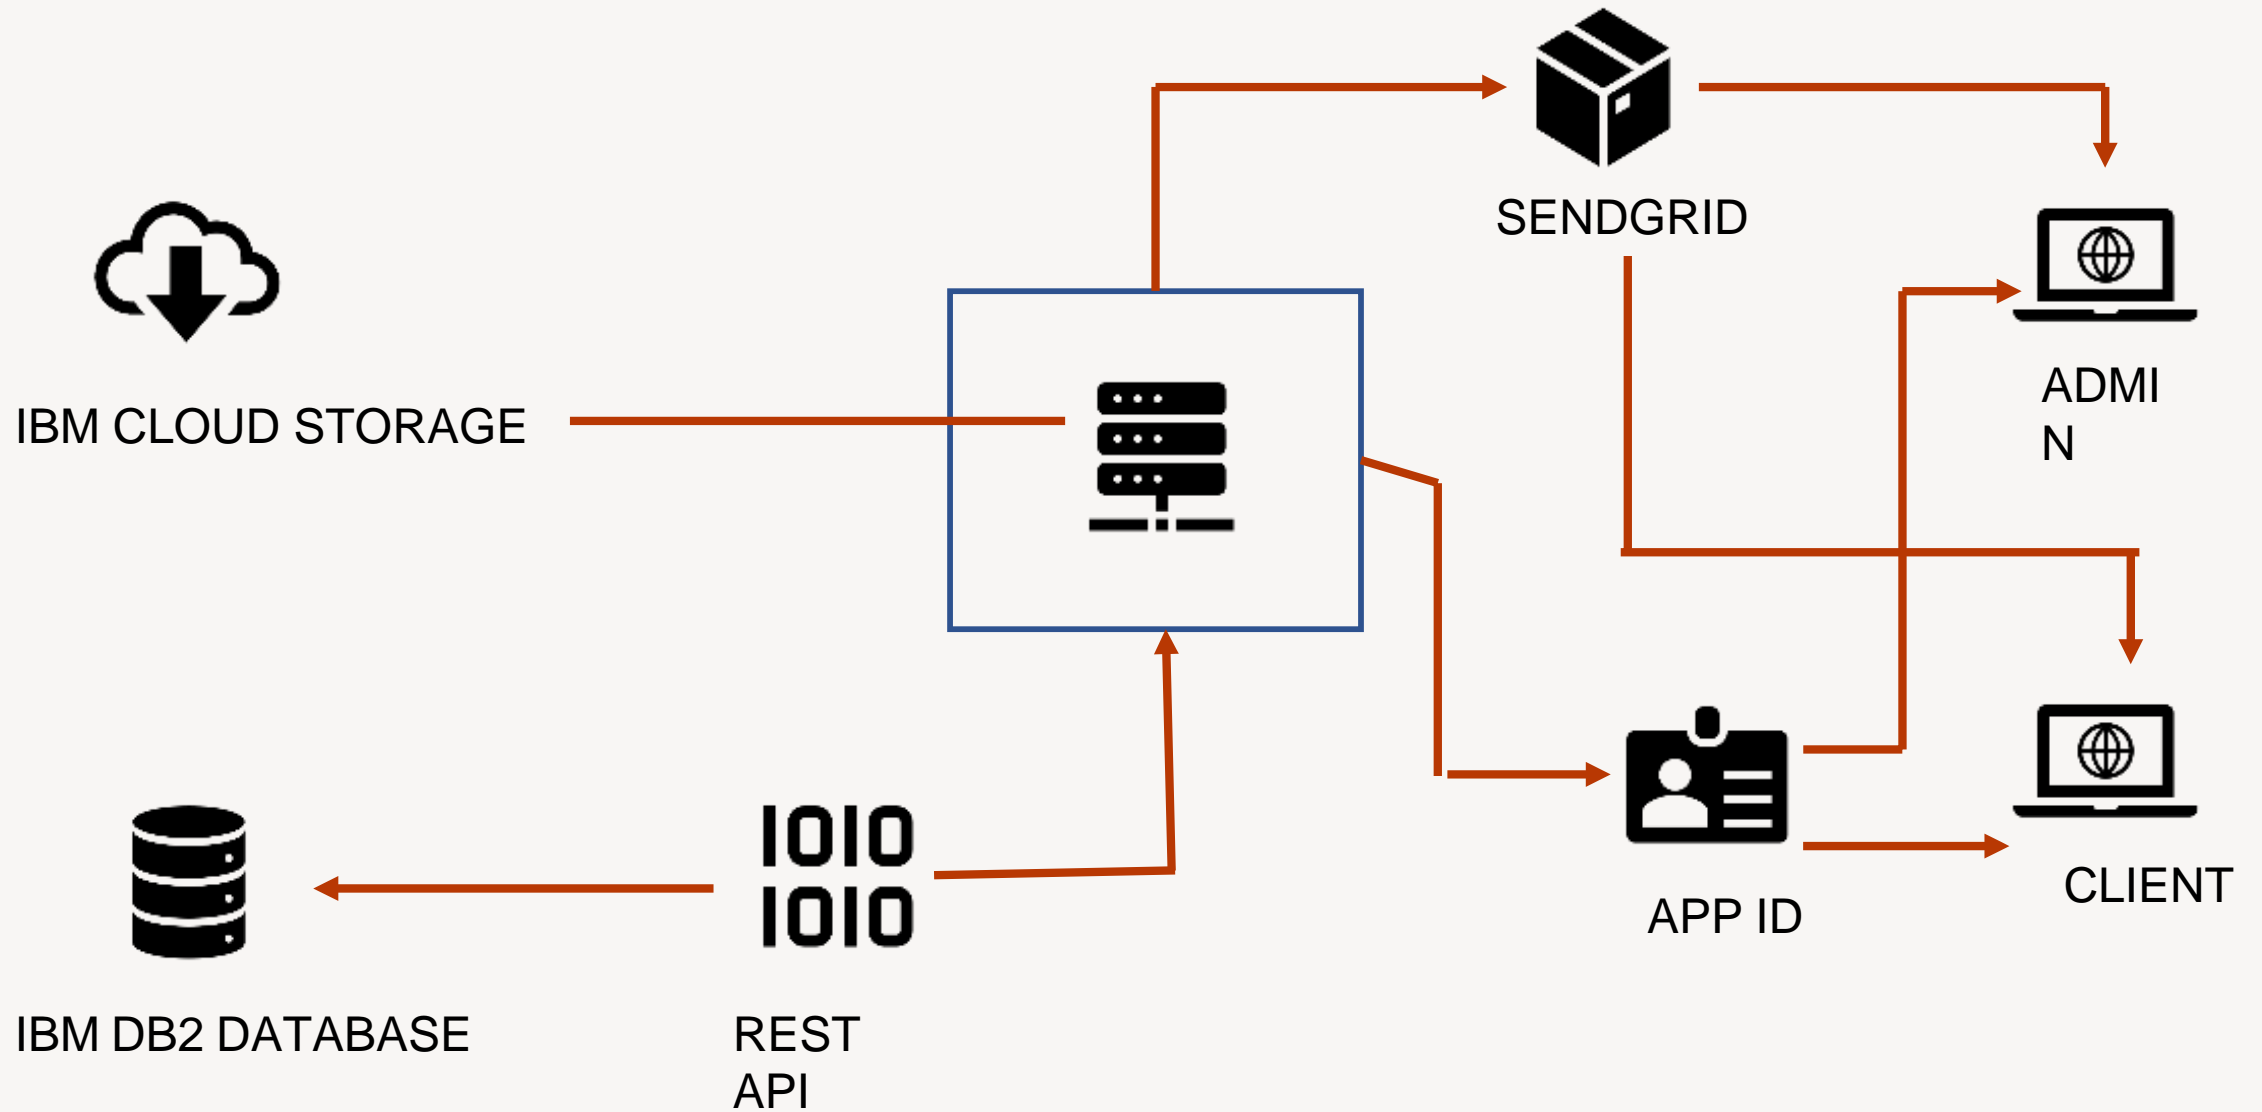 SENDGRID
IBM CLOUD STORAGE
ADMI
N
CLIENT
APP ID
IBM DB2 DATABASE
REST
API